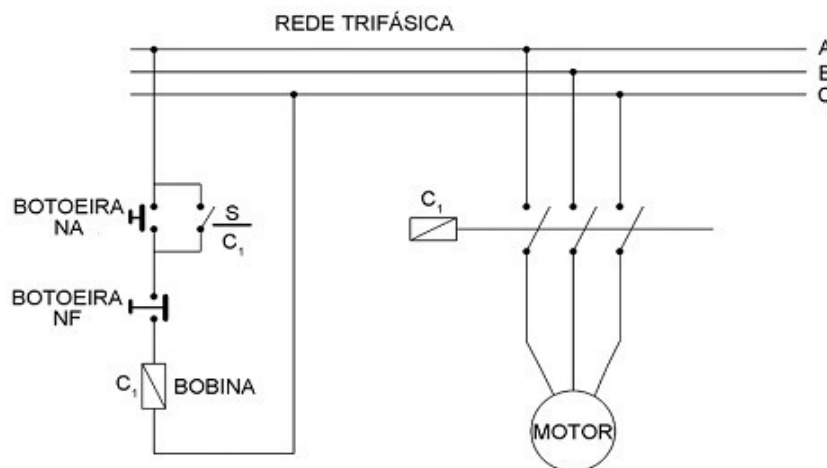 REDE TRIFÁSICA
A
B
C
BOTOEIRA
NA
S
C₁
C₁
BOTOEIRA
NF
C₁
BOBINA
MOTOR